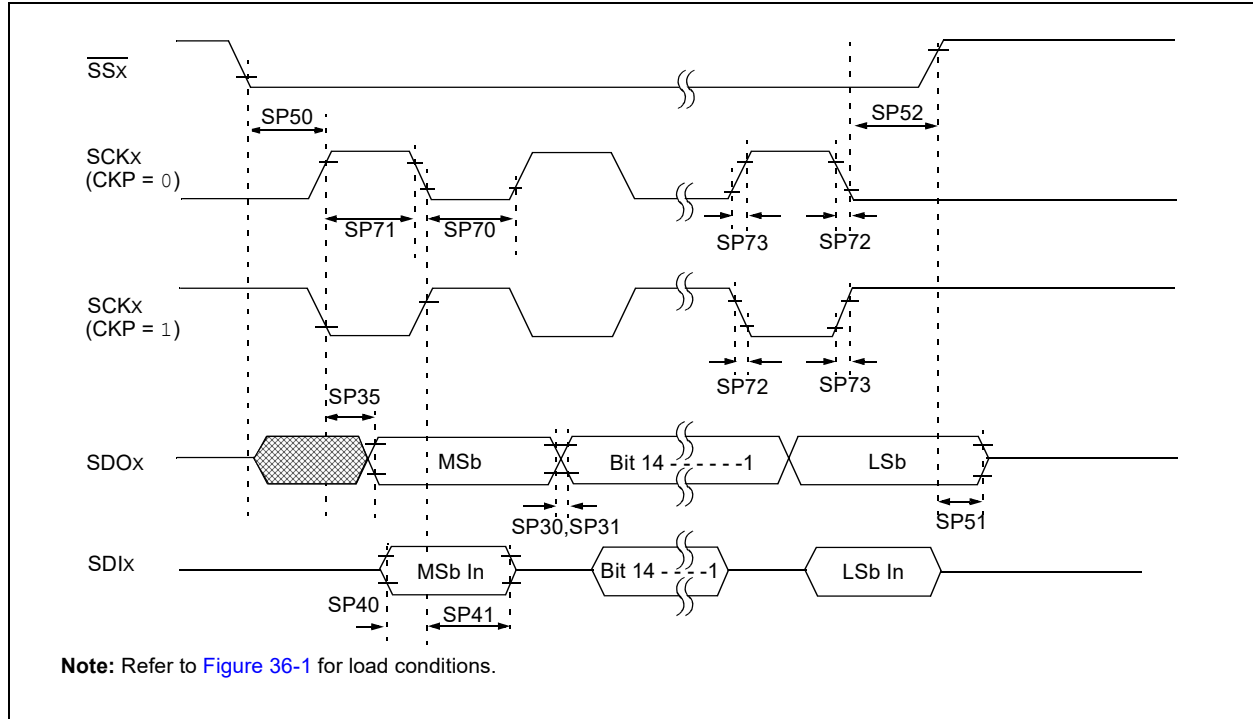 SSx
SP50
SP52
SCKx
(CKP = 0)
SP71
SP70
SP73
SP72
SCKx
(CKP = 1)
SP72
SP73
SP35
SDOx
MSb
Bit 14 - - - - - -1
LSb
SP30,SP31
SP51
SDIx
MSb In
Bit 14 - - - - -1
LSb In
SP40
SP41
Note: Refer to Figure 36-1 for load conditions.